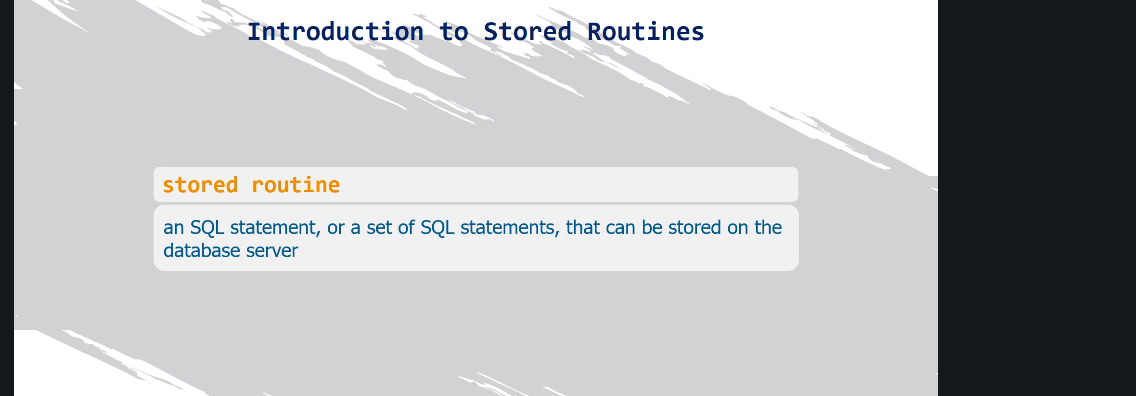 Introduction to Stored Routines
stored routine
an SQL statement, or a set of SQL statements, that can be stored on the
database server